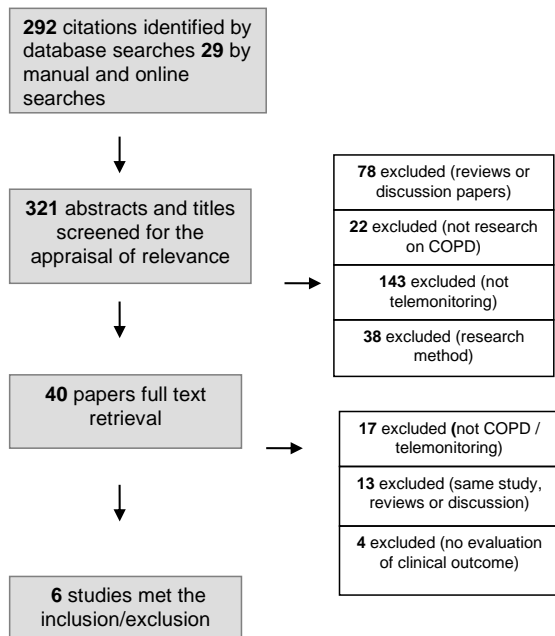 292 citations identified by
database searches 29 by
manual and online
searches
321 abstracts and titles
screened for the
appraisal of relevance
78 excluded (reviews or
discussion papers)
22 excluded (not research
on COPD)
143 excluded (not
telemonitoring)
38 excluded (research
method)
40 papers full text
retrieval
17 excluded (not COPD /
telemonitoring)
13 excluded (same study,
reviews or discussion)
4 excluded (no evaluation
of clinical outcome)
6 studies met the
inclusion/exclusion